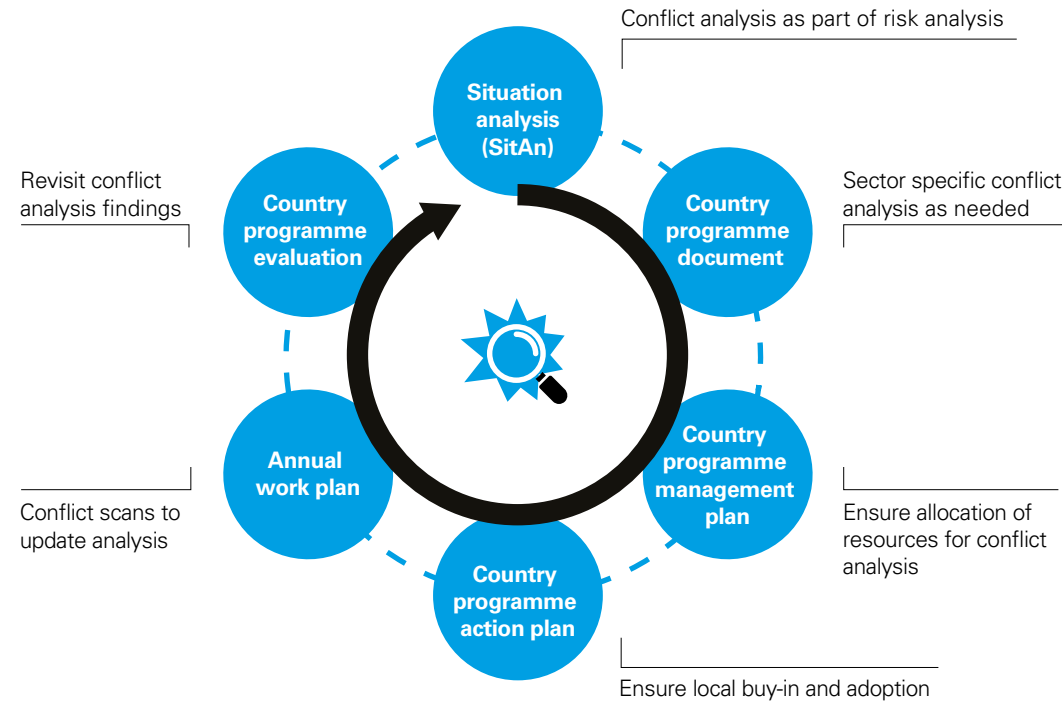 Conflict analysis as part of risk analysis
Situation
analysis
(SitAn)
Sector specific conflict
analysis as needed
Country
programme
document
Country
programme
management
plan
Ensure allocation of
resources for conflict
analysis
Country
programme
action plan
Ensure local buy-in and adoption
Annual
work plan
Conflict scans to
update analysis
Revisit conflict
analysis findings
Country
programme
evaluation